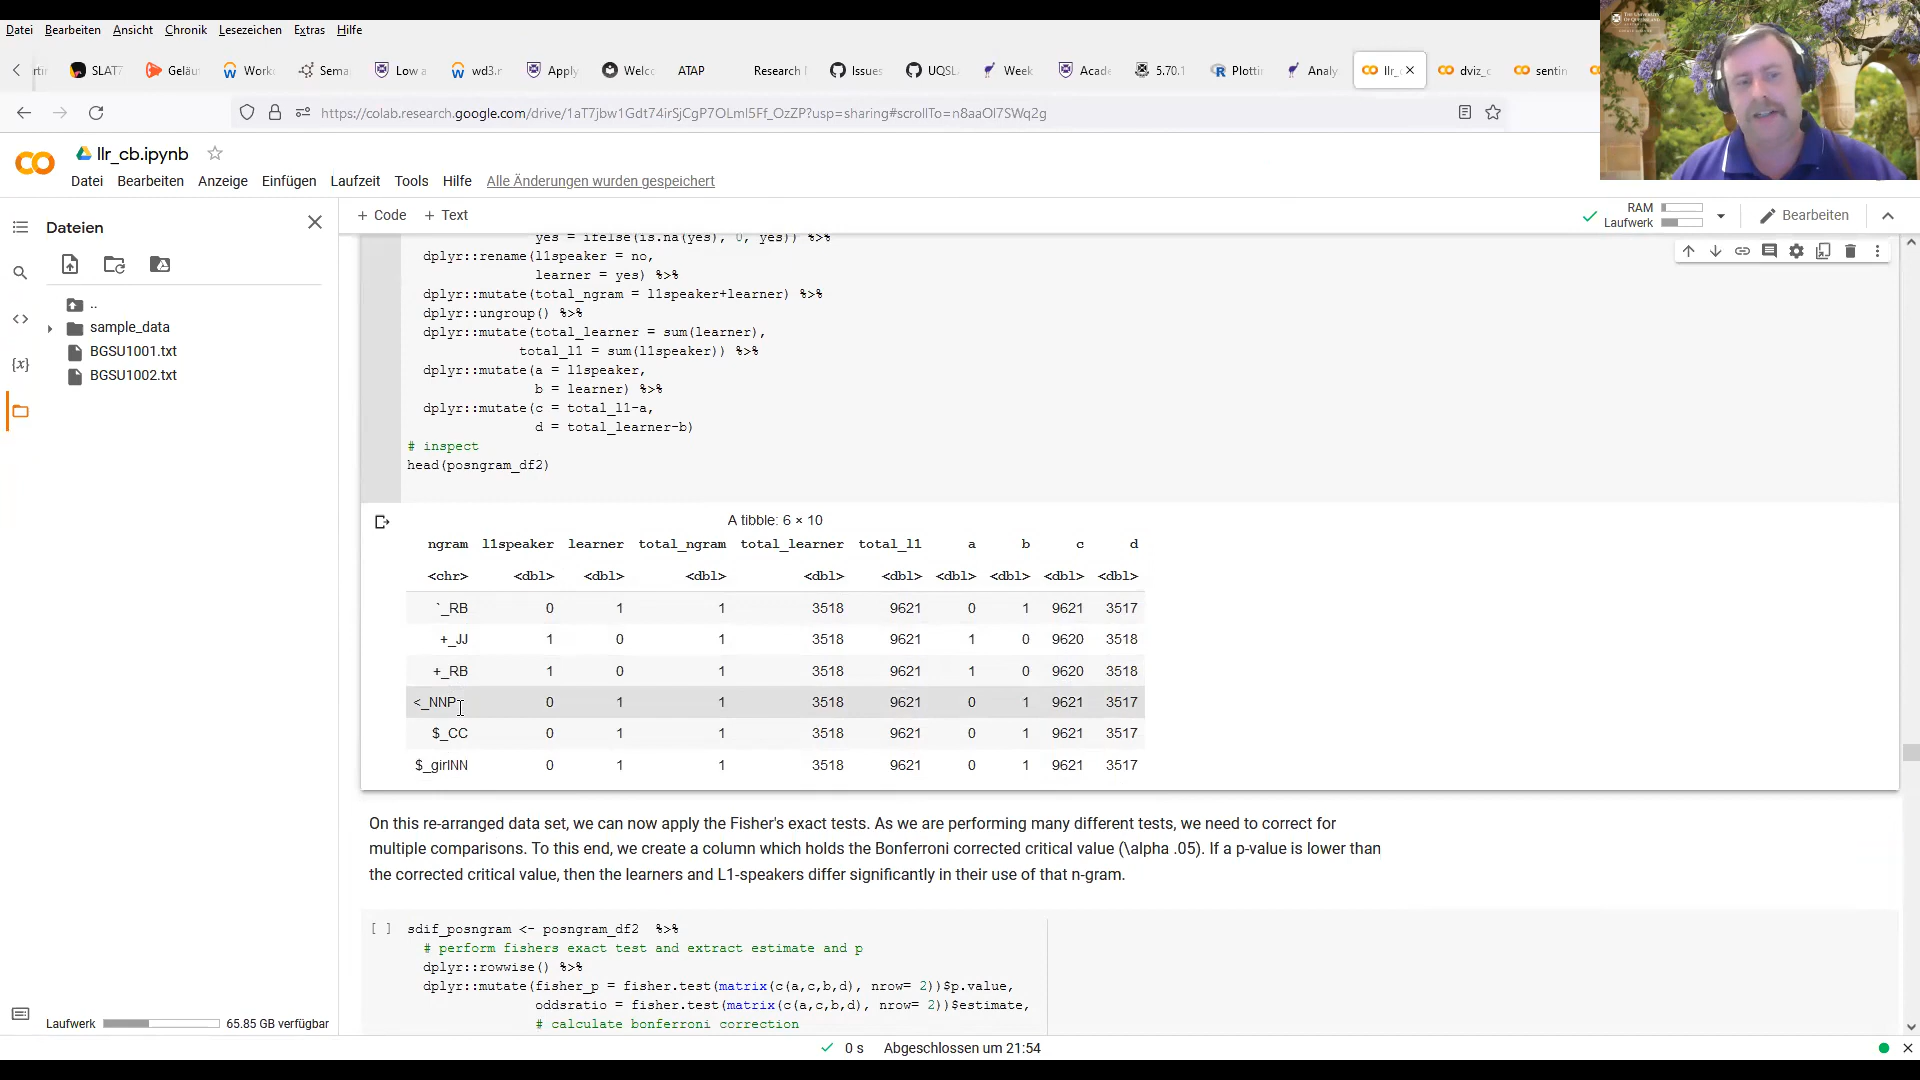 Datei Bearbeiten Ansicht Chronik Lesezeichen Extras Hilfe
SLAT7 Geläu Work Sema Low a wd3.r Apply Welc ATAP Research Issues UQSL Week Acade 5.70.1 Plottin Analy llr_ dviz_c sentin
https://colab.research.google.com/drive/1aT7jbw1Gdt74irSjCgP7OLmI5Ff_OzZP?usp=sharing#scrollTo=n8aaOl7SWq2g
llr_cb.ipynb
Datei Bearbeiten Anzeige Einfügen Laufzeit Tools Hilfe Alle Änderungen wurden gespeichert
Dateien
+ Code + Text
RAM
Laufwerk
Bearbeiten
..
sample_data
BGSU1001.txt
BGSU1002.txt
yes = ifelse(is.na(yes), 0, yes)) %>%
dplyr::rename(l1speaker = no,
learner = yes) %>%
dplyr::mutate(total_ngram = l1speaker+learner) %>%
dplyr::ungroup() %>%
dplyr::mutate(total_learner = sum(learner),
total_l1 = sum(l1speaker)) %>%
dplyr::mutate(a = l1speaker,
b = learner) %>%
dplyr::mutate(c = total_l1-a,
d = total_learner-b)
# inspect
head(posngram_df2)
A tibble: 6 × 10
ngram l1speaker learner total_ngram total_learner total_l1 a b c d
<chr> <dbl> <dbl> <dbl> <dbl> <dbl> <dbl> <dbl> <dbl> <dbl>
`_RB 0 1 1 3518 9621 0 1 9621 3517
+_JJ 1 0 1 3518 9621 1 0 9620 3518
+_RB 1 0 1 3518 9621 1 0 9620 3518
<_NNP 0 1 1 3518 9621 0 1 9621 3517
$_CC 0 1 1 3518 9621 0 1 9621 3517
$_girlNN 0 1 1 3518 9621 0 1 9621 3517
On this re-arranged data set, we can now apply the Fisher's exact tests. As we are performing many different tests, we need to correct for
multiple comparisons. To this end, we create a column which holds the Bonferroni corrected critical value (\alpha .05). If a p-value is lower than
the corrected critical value, then the learners and L1-speakers differ significantly in their use of that n-gram.
[ ] sdif_posngram <- posngram_df2 %>%
# perform fishers exact test and extract estimate and p
dplyr::rowwise() %>%
dplyr::mutate(fisher_p = fisher.test(matrix(c(a,c,b,d), nrow= 2))$p.value,
oddsratio = fisher.test(matrix(c(a,c,b,d), nrow= 2))$estimate,
# calculate bonferroni correction
Laufwerk 65.85 GB verfügbar
0 s Abgeschlossen um 21:54